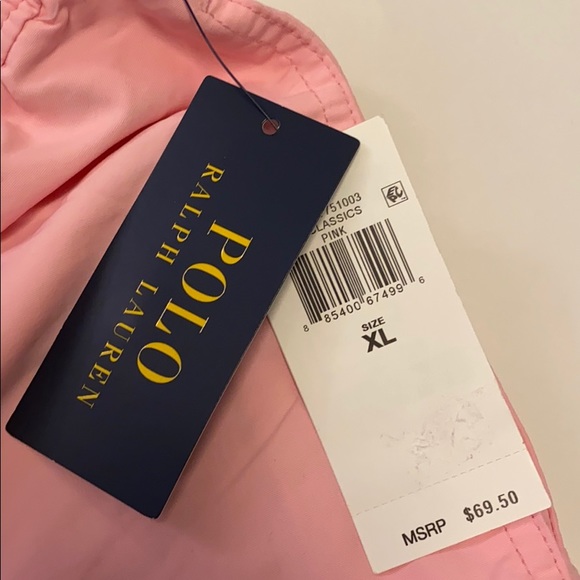 POLO
RALPH LAUREN
751003
CLASSICS
PINK
8 85400 67499 6
SIZE
XL
MSRP $69.50